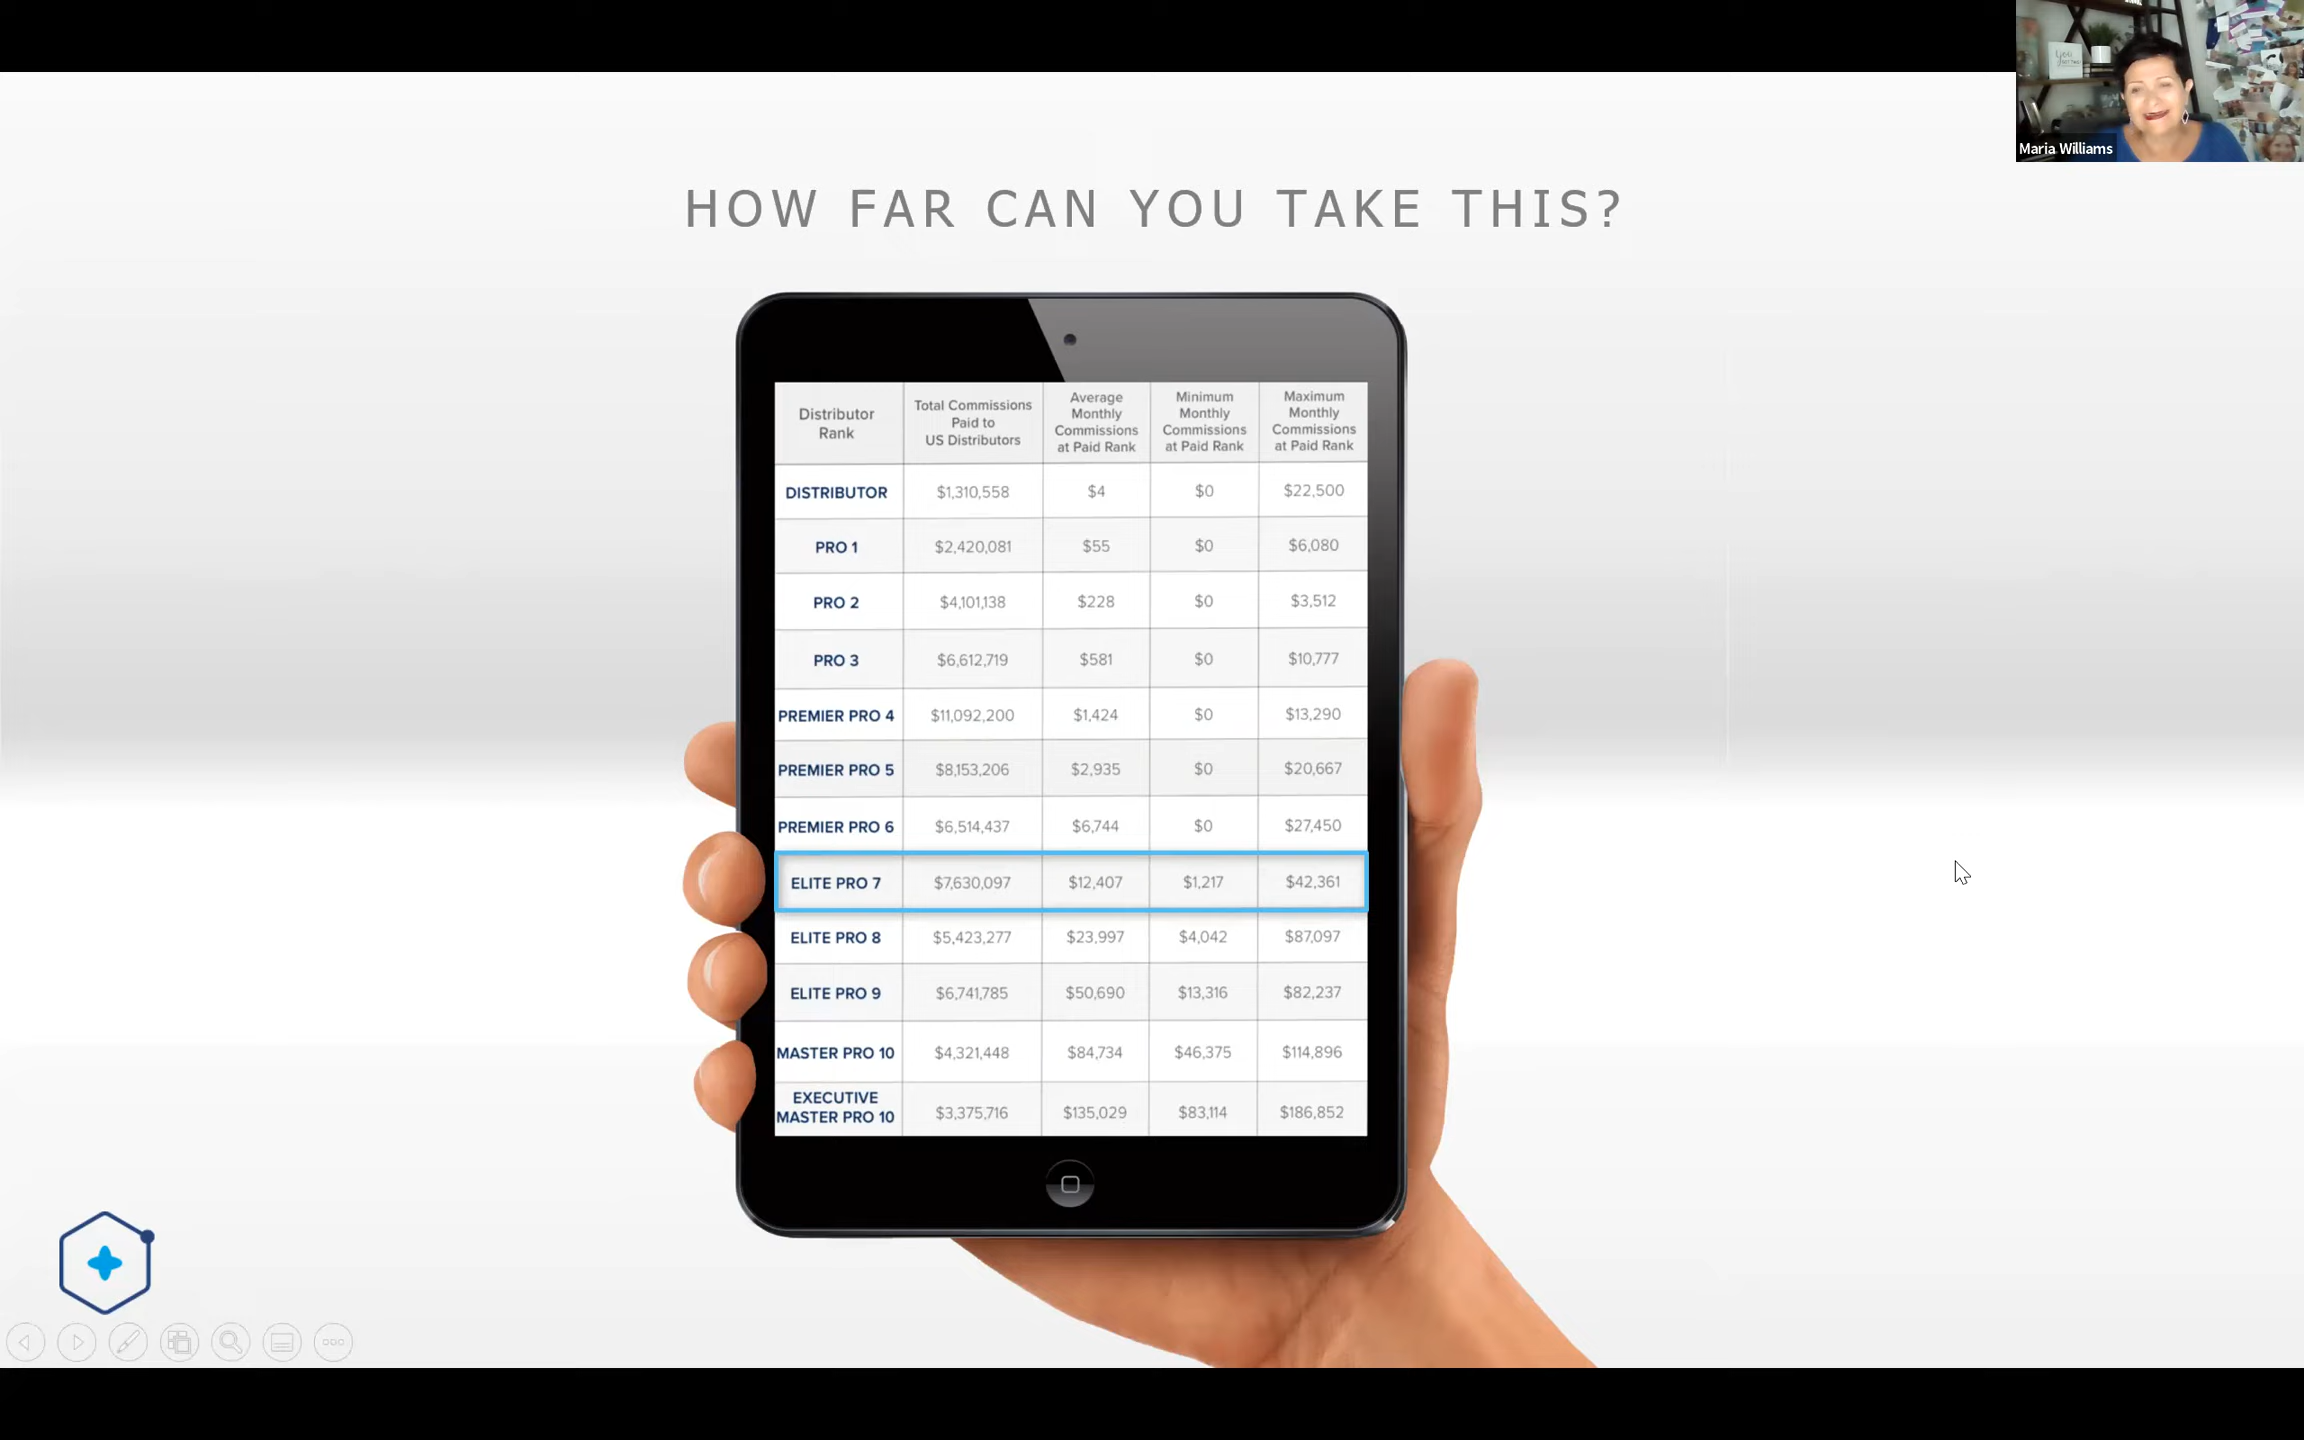 Maria Williams
HOW FAR CAN YOU TAKE THIS?
Distributor
Rank
Total Commissions
Paid to
US Distributors
Average
Monthly
Commissions
at Paid Rank
Minimum
Monthly
Commissions
at Paid Rank
Maximum
Monthly
Commissions
at Paid Rank
DISTRIBUTOR $1,310,558 $4 $0 $22,500
PRO 1 $2,420,081 $55 $0 $6,080
PRO 2 $4,101,138 $228 $0 $3,512
PRO 3 $6,612,719 $581 $0 $10,777
PREMIER PRO 4 $11,092,200 $1,424 $0 $13,290
PREMIER PRO 5 $8,153,206 $2,935 $0 $20,667
PREMIER PRO 6 $6,514,437 $6,744 $0 $27,450
ELITE PRO 7 $7,630,097 $12,407 $1,217 $42,361
ELITE PRO 8 $5,423,277 $23,997 $4,042 $87,097
ELITE PRO 9 $6,741,785 $50,690 $13,316 $82,237
MASTER PRO 10 $4,321,448 $84,734 $46,375 $114,896
EXECUTIVE
MASTER PRO 10 $3,375,716 $135,029 $83,114 $186,852